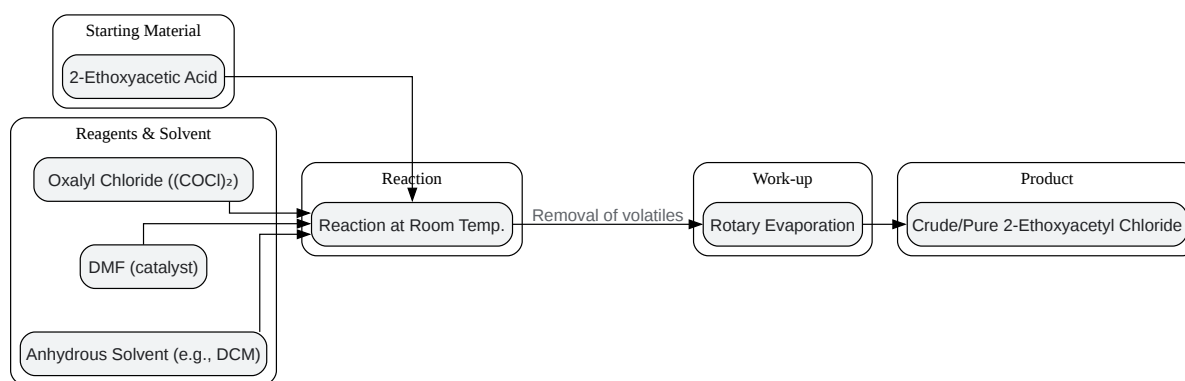 Starting Material
2-Ethoxyacetic Acid
Reagents & Solvent
Oxalyl Chloride ((COCl)₂)
DMF (catalyst)
Anhydrous Solvent (e.g., DCM)
Reaction
Reaction at Room Temp.
Removal of volatiles
Work-up
Rotary Evaporation
Product
Crude/Pure 2-Ethoxyacetyl Chloride